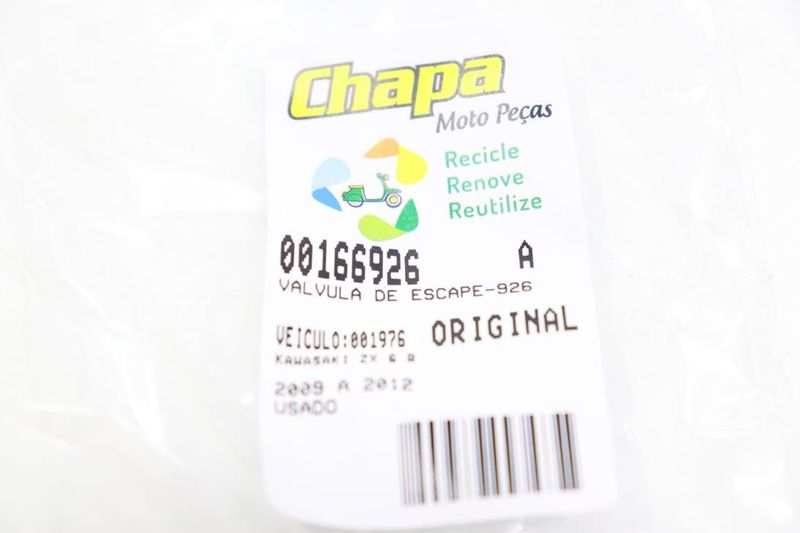 Chapa
Moto Peças
Recicle
Renove
Reutilize
00166926 A
VALVULA DE ESCAPE-926
VEICULO:001976 ORIGINAL
KAWASAKI ZX 6 R
2009 A 2012
USADO